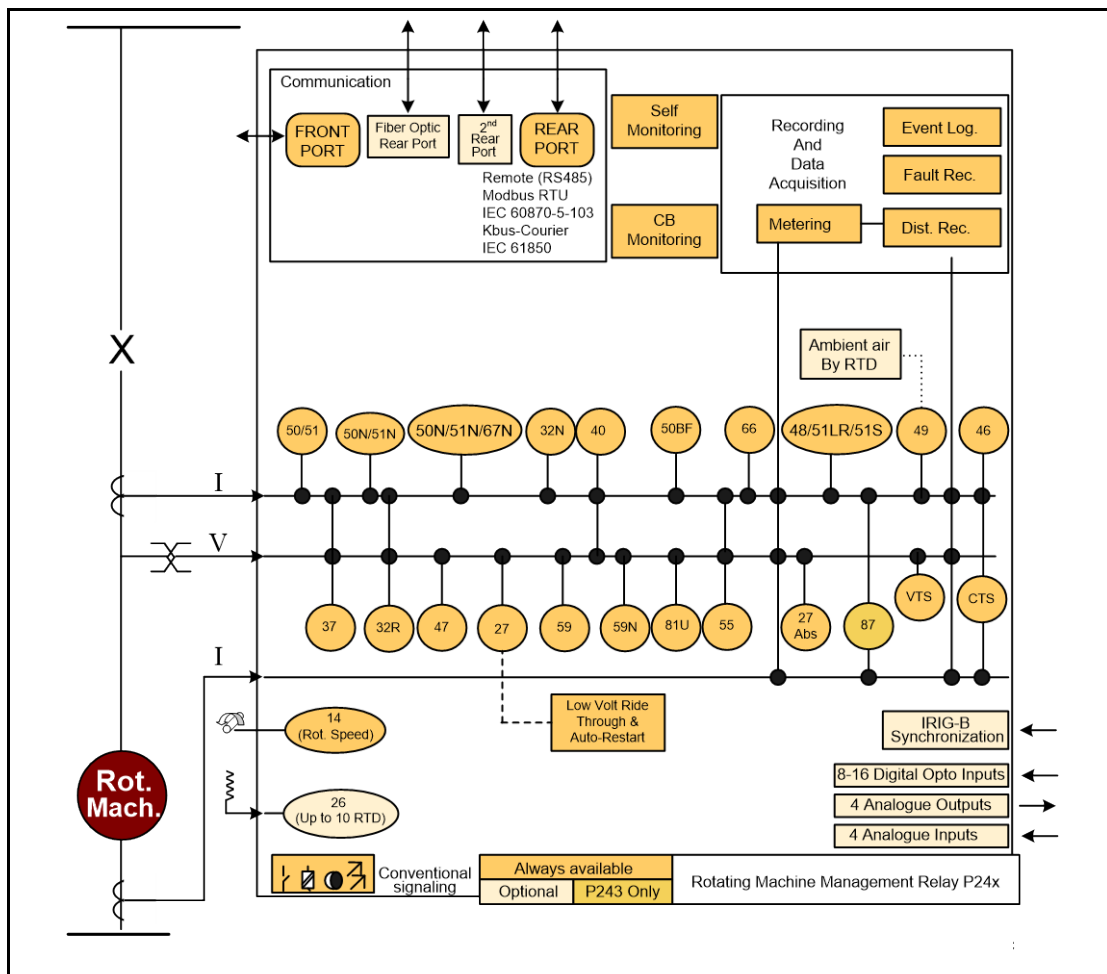 Communication
FRONT
PORT
Fiber Optic
Rear Port
2nd
Rear
Port
REAR
PORT
Remote (RS485)
Modbus RTU
IEC 60870-5-103
Kbus-Courier
IEC 61850
Self
Monitoring
CB
Monitoring
Recording
And
Data
Acquisition
Event Log.
Fault Rec.
Metering
Dist. Rec.
X
Ambient air
By RTD
50/51
50N/51N
50N/51N/67N
32N
40
50BF
66
48/51LR/51S
49
46
I
V
37
32R
47
27
59
59N
81U
55
27
Abs
87
VTS
CTS
I
14
(Rot. Speed)
Low Volt Ride
Through &
Auto-Restart
IRIG-B
Synchronization
8-16 Digital Opto Inputs
4 Analogue Outputs
4 Analogue Inputs
Rot.
Mach.
26
(Up to 10 RTD)
Conventional
signaling
Always available
Optional
P243 Only
Rotating Machine Management Relay P24x